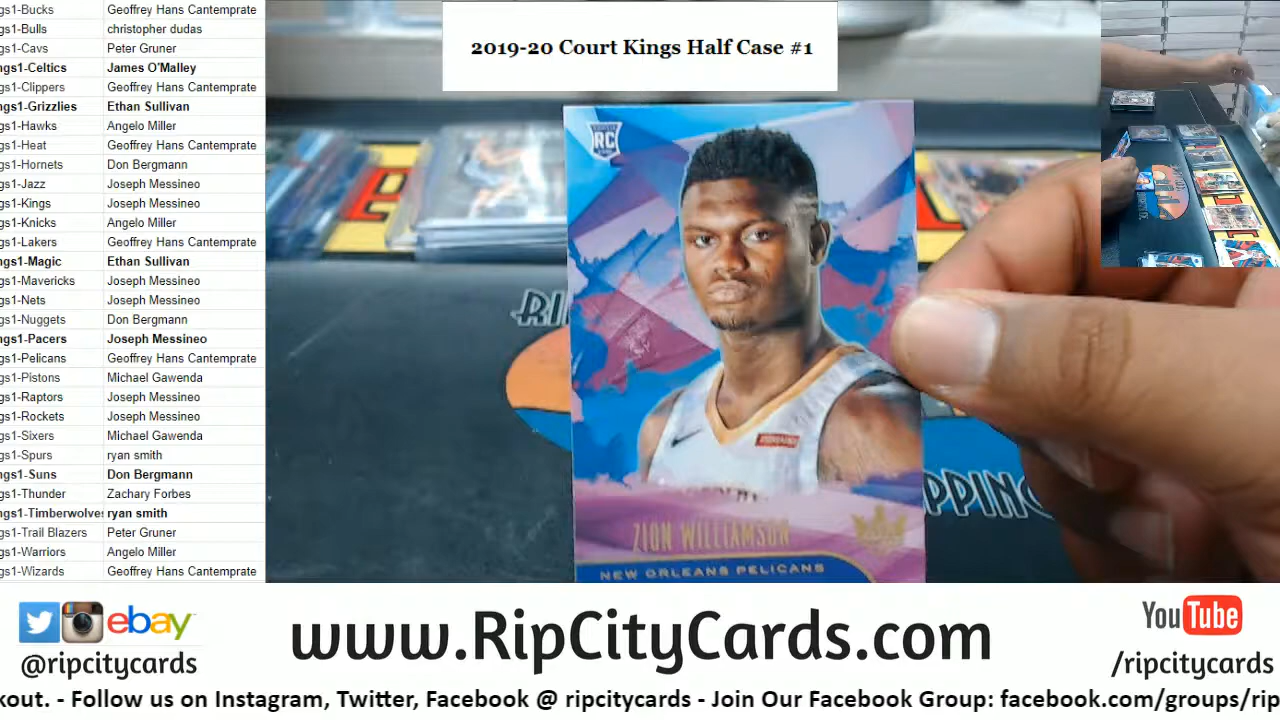 gs1-Bucks Geoffrey Hans Cantemprate
gs1-Bulls christopher dudas
gs1-Cavs Peter Gruner
ngs1-Celtics James O'Malley
gs1-Clippers Geoffrey Hans Cantemprate
ngs1-Grizzlies Ethan Sullivan
gs1-Hawks Angelo Miller
gs1-Heat Geoffrey Hans Cantemprate
gs1-Hornets Don Bergmann
gs1-Jazz Joseph Messineo
gs1-Kings Joseph Messineo
gs1-Knicks Angelo Miller
gs1-Lakers Geoffrey Hans Cantemprate
ngs1-Magic Ethan Sullivan
gs1-Mavericks Joseph Messineo
gs1-Nets Joseph Messineo
gs1-Nuggets Don Bergmann
ngs1-Pacers Joseph Messineo
gs1-Pelicans Geoffrey Hans Cantemprate
gs1-Pistons Michael Gawenda
gs1-Raptors Joseph Messineo
gs1-Rockets Joseph Messineo
gs1-Sixers Michael Gawenda
gs1-Spurs ryan smith
ngs1-Suns Don Bergmann
gs1-Thunder Zachary Forbes
ngs1-Timberwolves ryan smith
gs1-Trail Blazers Peter Gruner
gs1-Warriors Angelo Miller
gs1-Wizards Geoffrey Hans Cantemprate
2019-20 Court Kings Half Case #1
RC
ZION WILLIAMSON
NEW ORLEANS PELICANS
RI
PPING
ebay
@ripcitycards
www.RipCityCards.com
YouTube
/ripcitycards
kout. - Follow us on Instagram, Twitter, Facebook @ ripcitycards - Join Our Facebook Group: facebook.com/groups/rip